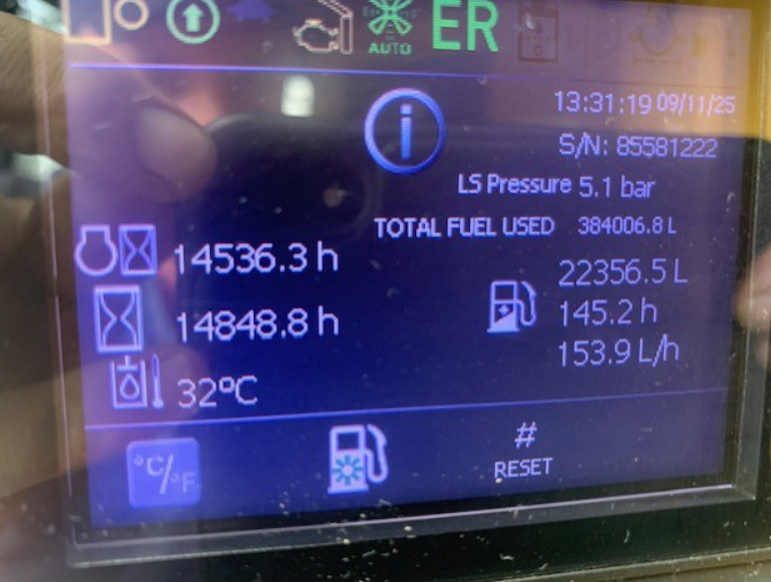 AUTO
ER
13:31:19 09/11/25
S/N: 85581222
LS Pressure 5.1 bar
TOTAL FUEL USED 384006.8 L
14536.3 h
22356.5 L
14848.8 h
145.2 h
153.9 L/h
32°C
°C/°F
#
RESET